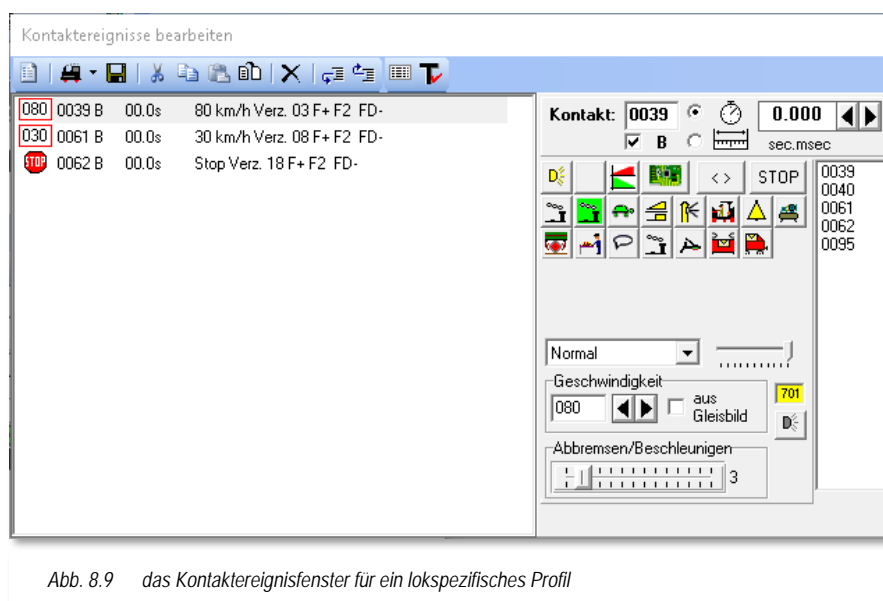 Kontaktereignisse bearbeiten
080 0039 B 00.0s 80 km/h Verz. 03 F+ F2 FD-
030 0061 B 00.0s 30 km/h Verz. 08 F+ F2 FD-
STOP 0062 B 00.0s Stop Verz. 18 F+ F2 FD-
Kontakt: 0039 0.000
B sec.msec
D < > STOP
0039
0040
0061
0062
0095
Normal
Geschwindigkeit
080 aus Gleisbild
701
D
Abbremsen/Beschleunigen
3
Abb. 8.9 das Kontaktereignisfenster für ein lokspezifisches Profil